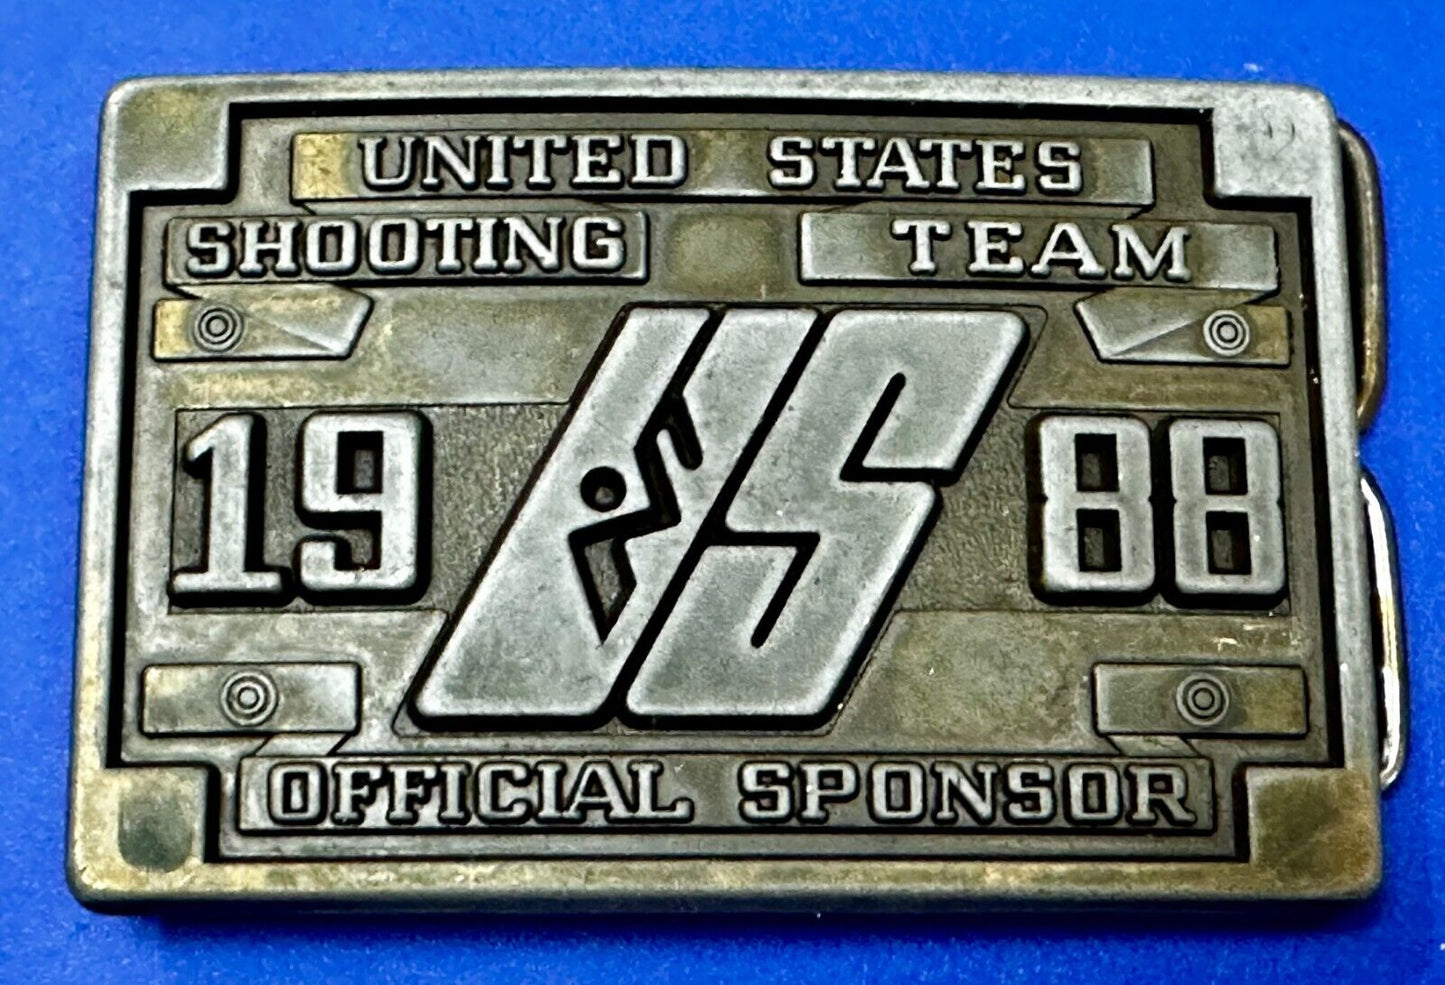 UNITED STATES
SHOOTING TEAM
19 US 88
OFFICIAL SPONSOR